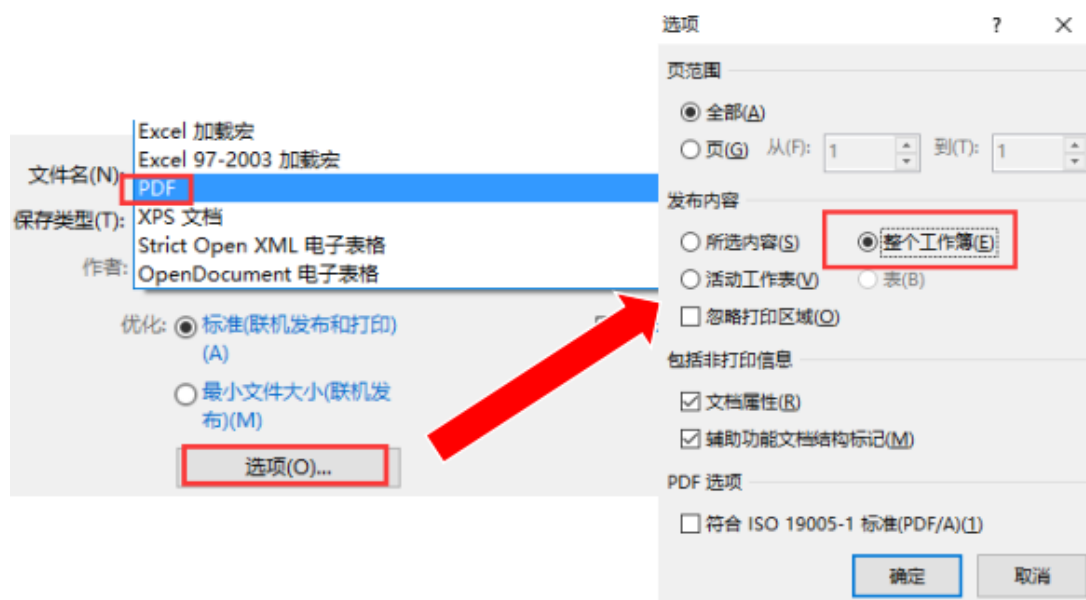 Excel 加载宏
Excel 97-2003 加载宏
文件名(N):
PDF
保存类型(T):
XPS 文档
Strict Open XML 电子表格
作者:
OpenDocument 电子表格
优化:
标准(联机发布和打印)
(A)
最小文件大小(联机发
布)(M)
选项(O)...
选项
?
页范围
全部(A)
页(G) 从(F): 1 到(T): 1
发布内容
所选内容(S) 整个工作簿(E)
活动工作表(V) 表(B)
忽略打印区域(O)
包括非打印信息
文档属性(R)
辅助功能文档结构标记(M)
PDF 选项
符合 ISO 19005-1 标准(PDF/A)(1)
确定 取消